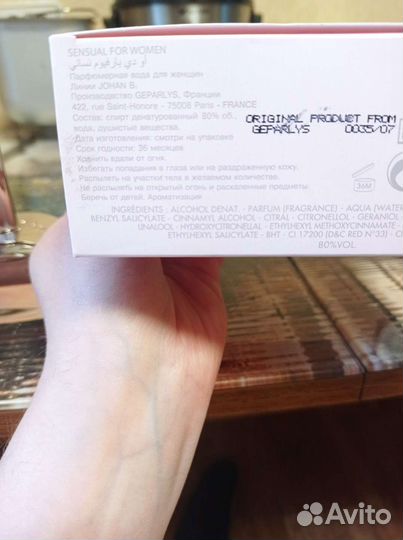 SENSUAL FOR WOMEN
أو دي بارفيوم نسائي
Парфюмерная вода для женщин
Линии JOHAN B.
Производство GEPARLYS, Франции
422, rue Saint-Honore - 75008 Paris - FRANCE
Состав: спирт денатурированный 80% об.,
вода, душистые вещества.
Дата изготовения: смотри на упаковке
Срок годности: 36 месяцев
Хранить вдали от огня.
Избегать попадания в глаза или на раздраженную кожу.
Распылять на участки тела в желаемом количестве.
Не распылять на открытый огонь и раскаленные предметы.
Беречь от детей. Ароматизация
ORIGINAL PRODUCT FROM
GEPARLYS 0035/07
36M
INGREDIENTS : ALCOHOL DENAT - PARFUM (FRAGRANCE) - AQUA (WATER
BENZYL SALICYLATE - CINNAMYL ALCOHOL - CITRAL - CITRONELLOL - GERANIOL
LINALOOL - HYDROXYCITRONELLAL - ETHYLHEXYL METHOXYCINNAMATE -
ETHYLHEXYL SALICYLATE - BHT - CI 17200 (D&C RED N°33) - CI
80%VOL.
Avito